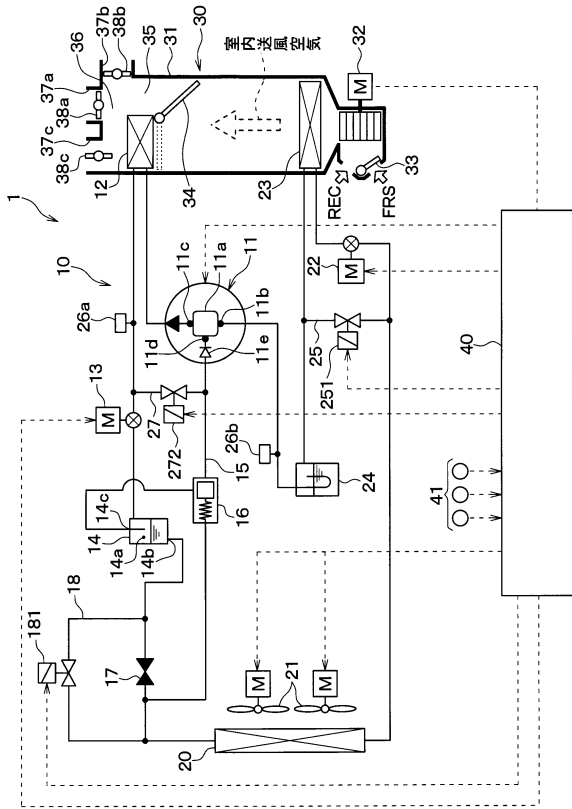 1
10
36
37b
38b
37a
38a
37c
38c
35
31
30
12
34
室内送風空気
32
M
23
33
REC
FRS
26a
11c
11a
11
11d
11b
11e
13
M
27
272
15
26b
16
14c
14
14a
14b
18
181
17
22
M
25
251
24
40
41
M
21
M
20